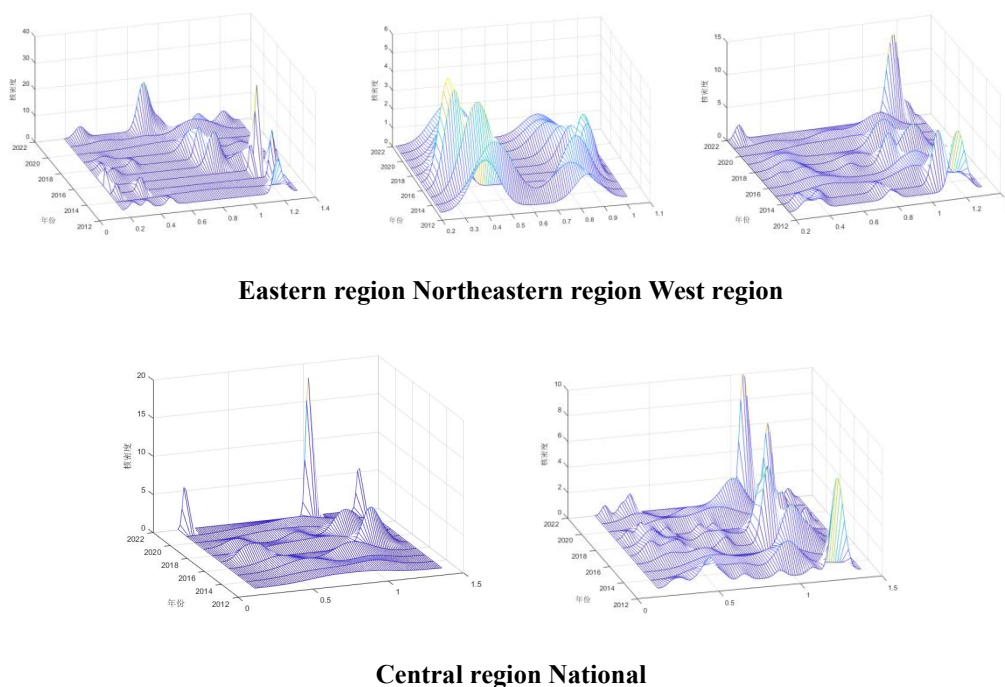 40 6 15
30 5 10
20 4 5
10 3 0
0 2
1
0
核密度 核密度 核密度
2022 2020 2018 2016 2014 2012
年份
0 0.2 0.4 0.6 0.8 1 1.2 1.4
2022 2020 2018 2016 2014 2012
年份
0.2 0.3 0.4 0.5 0.6 0.7 0.8 0.9 1 1.1
2022 2020 2018 2016 2014 2012
年份
0.2 0.4 0.6 0.8 1 1.2
Eastern region Northeastern region West region
20 15 10 5 0
核密度
2022 2020 2018 2016 2014 2012
年份
0 0.5 1 1.5
10 8 6 4 2 0
核密度
2022 2020 2018 2016 2014 2012
年份
0 0.5 1 1.5
Central region National